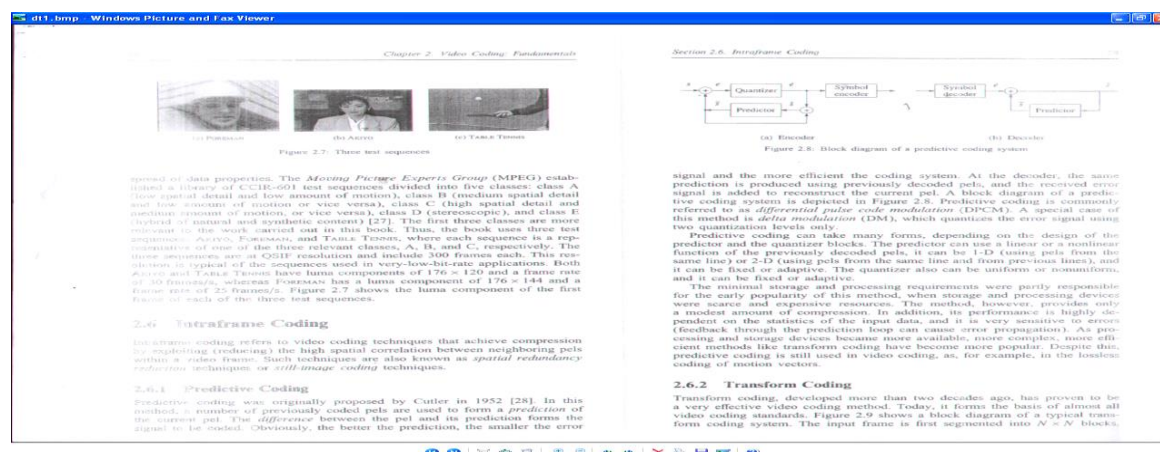 dt1.bmp - Windows Picture and Fax Viewer
Chapter 2. Video Coding: Fundamentals
(a) FOREMAN
(b) AKIYO
(c) TABLE TENNIS
Figure 2.7: Three test sequences
spread of data properties. The Moving Picture Experts Group (MPEG) estab-
lished a library of CCIR-601 test sequences divided into five classes: class A
(low spatial detail and low amount of motion), class B (medium spatial detail
and low amount of motion or vice versa), class C (high spatial detail and
medium amount of motion, or vice versa), class D (stereoscopic), and class E
(hybrid of natural and synthetic content) [27]. The first three classes are more
relevant to the work carried out in this book. Thus, the book uses three test
sequences: AKIYO, FOREMAN, and TABLE TENNIS, where each sequence is a rep-
resentative of one of the three relevant classes, A, B, and C, respectively. The
three sequences are at QSIF resolution and include 300 frames each. This res-
olution is typical of the sequences used in very-low-bit-rate applications. Both
AKIYO and TABLE TENNIS have luma components of 176 × 120 and a frame rate
of 30 frames/s, whereas FOREMAN has a luma component of 176 × 144 and a
frame rate of 25 frames/s. Figure 2.7 shows the luma component of the first
frame of each of the three test sequences.
2.6 Intraframe Coding
Intraframe coding refers to video coding techniques that achieve compression
by exploiting (reducing) the high spatial correlation between neighboring pels
within a video frame. Such techniques are also known as spatial redundancy
reduction techniques or still-image coding techniques.
2.6.1 Predictive Coding
Predictive coding was originally proposed by Cutler in 1952 [28]. In this
method, a number of previously coded pels are used to form a prediction of
the current pel. The difference between the pel and its prediction forms the
signal to be coded. Obviously, the better the prediction, the smaller the error
Section 2.6. Intraframe Coding
Quantizer
Symbol
encoder
Predictor
Symbol
decoder
Predictor
(a) Encoder
(b) Decoder
Figure 2.8: Block diagram of a predictive coding system
signal and the more efficient the coding system. At the decoder, the same
prediction is produced using previously decoded pels, and the received error
signal is added to reconstruct the current pel. A block diagram of a predic-
tive coding system is depicted in Figure 2.8. Predictive coding is commonly
referred to as differential pulse code modulation (DPCM). A special case of
this method is delta modulation (DM), which quantizes the error signal using
two quantization levels only.
Predictive coding can take many forms, depending on the design of the
predictor and the quantizer blocks. The predictor can use a linear or a nonlinear
function of the previously decoded pels, it can be 1-D (using pels from the
same line) or 2-D (using pels from the same line and from previous lines), and
it can be fixed or adaptive. The quantizer also can be uniform or nonuniform,
and it can be fixed or adaptive.
The minimal storage and processing requirements were partly responsible
for the early popularity of this method, when storage and processing devices
were scarce and expensive resources. The method, however, provides only
a modest amount of compression. In addition, its performance is highly de-
pendent on the statistics of the input data, and it is very sensitive to errors
(feedback through the prediction loop can cause error propagation). As pro-
cessing and storage devices became more available, more complex, more effi-
cient methods like transform coding have become more popular. Despite this,
predictive coding is still used in video coding, as, for example, in the lossless
coding of motion vectors.
2.6.2 Transform Coding
Transform coding, developed more than two decades ago, has proven to be
a very effective video coding method. Today, it forms the basis of almost all
video coding standards. Figure 2.9 shows a block diagram of a typical trans-
form coding system. The input frame is first segmented into N × N blocks.